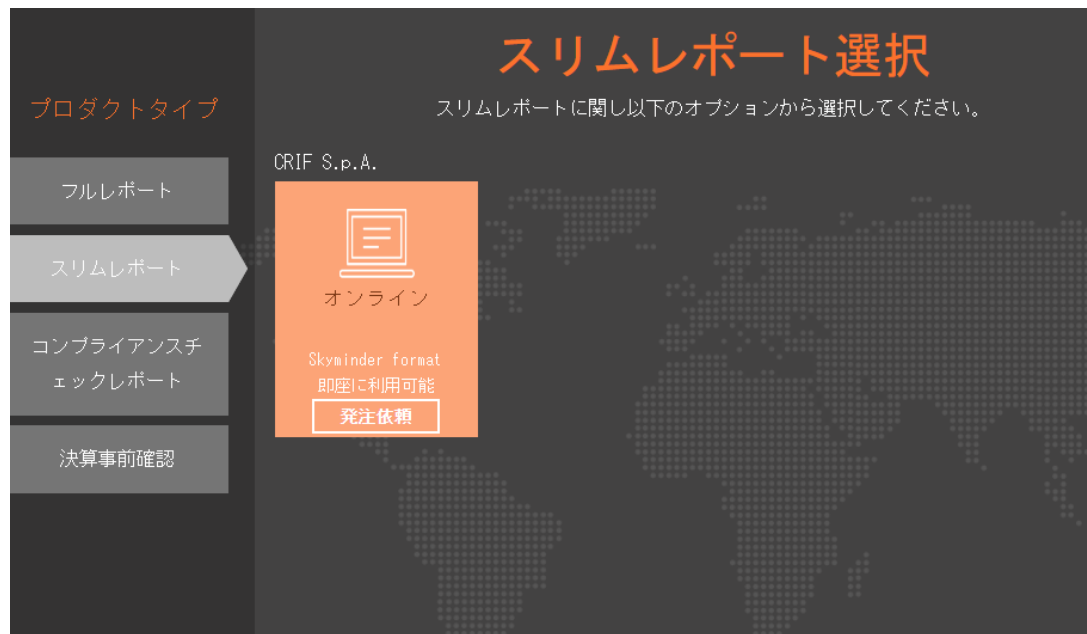 スリムレポート選択
プロダクトタイプ
スリムレポートに関し以下のオプションから選択してください。
CRIF S.p.A.
フルレポート
スリムレポート
オンライン
コンプライアンスチ
ェックレポート
Skyminder format
即座に利用可能
発注依頼
決算事前確認